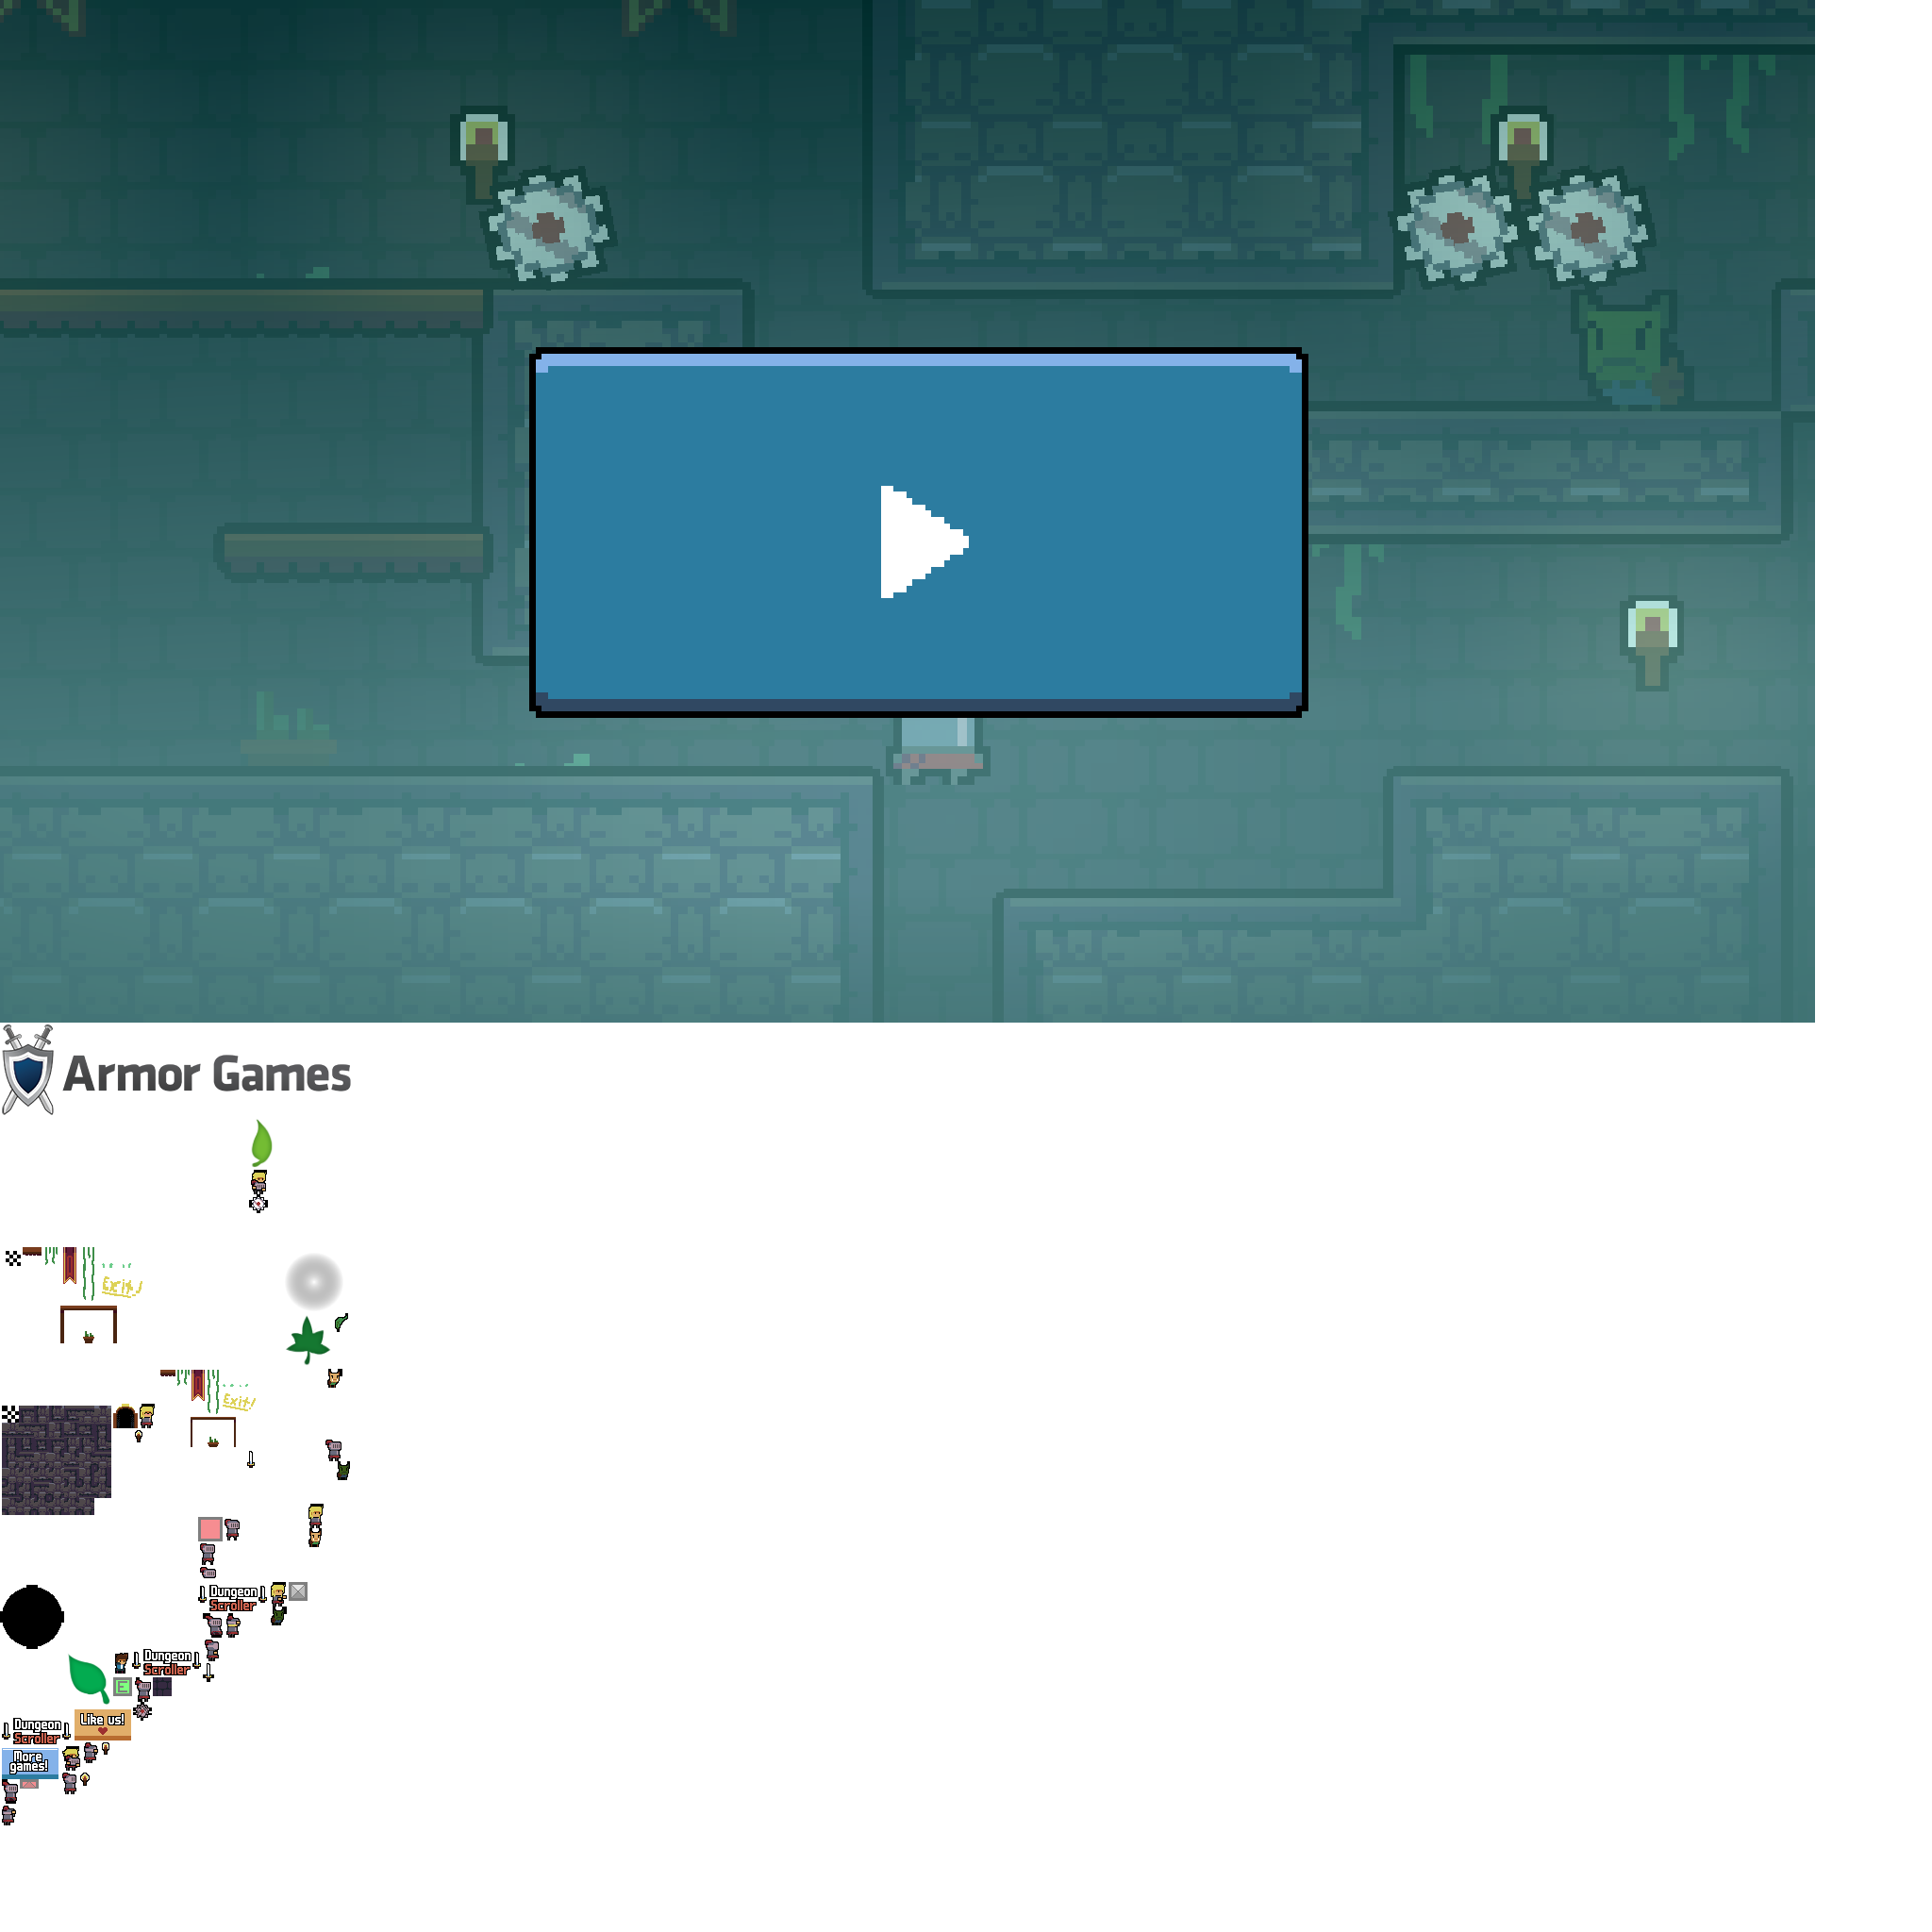 Armor Games
Exit!
Exit!
Dungeon
Scroller
Dungeon
Scroller
E
Like us!
Dungeon
Scroller
More
games!